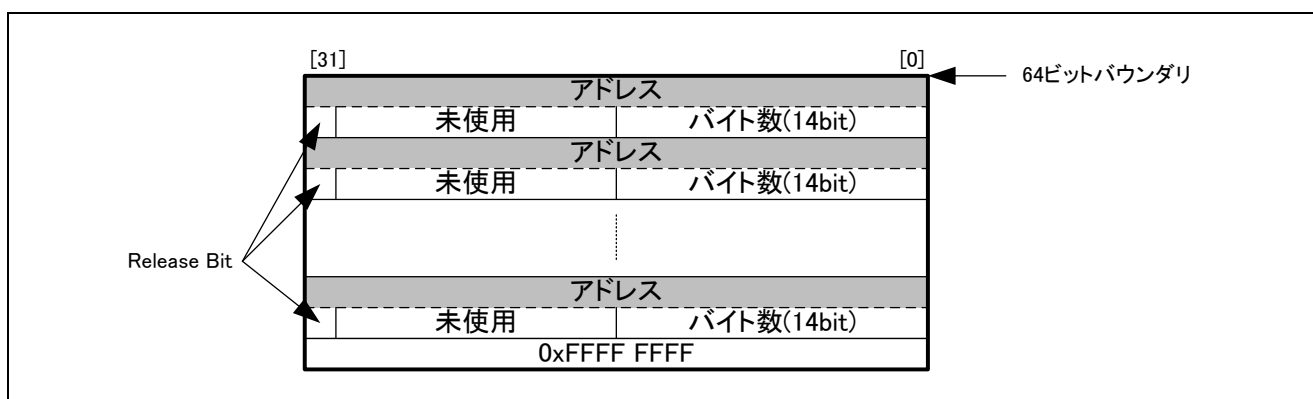 [31] [0]
64ビットバウンダリ
アドレス
未使用 バイト数(14bit)
アドレス
未使用 バイト数(14bit)
Release Bit
アドレス
未使用 バイト数(14bit)
0xFFFF FFFF